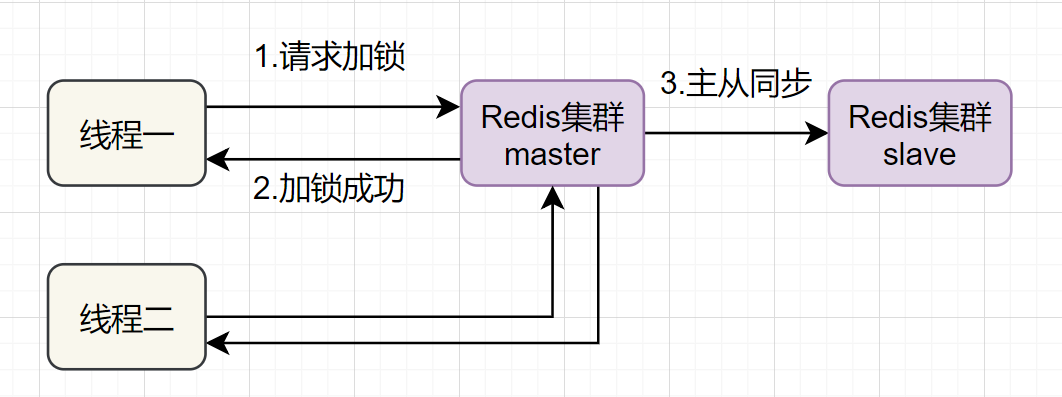 1.请求加锁
3.主从同步
线程一
Redis集群
master
Redis集群
slave
2.加锁成功
线程二